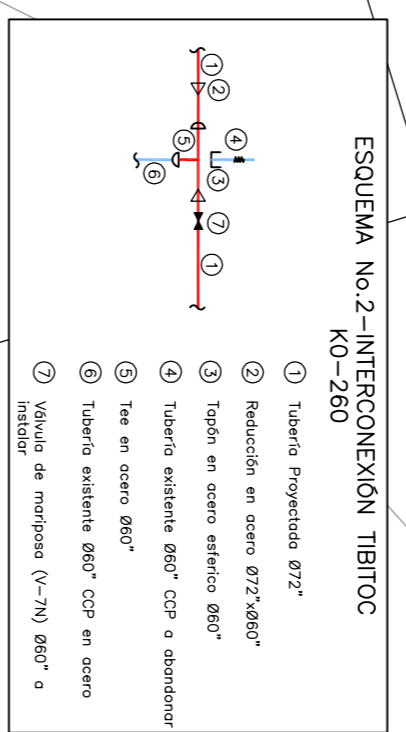 ESQUEMA No.2-INTERCONEXIÓN TIBITOC
K0-260
1 Tubería Proyectada Ø72"
2 Reducción en acero Ø72"xØ60"
3 Tapón en acero esferico Ø60"
4 Tubería existente Ø60" CCP a abandonar
5 Tee en acero Ø60"
6 Tubería existente Ø60" CCP en acero
7 Válvula de mariposa (V-7N) Ø60" a
instalar
1
2
5
4
3
6
7
1